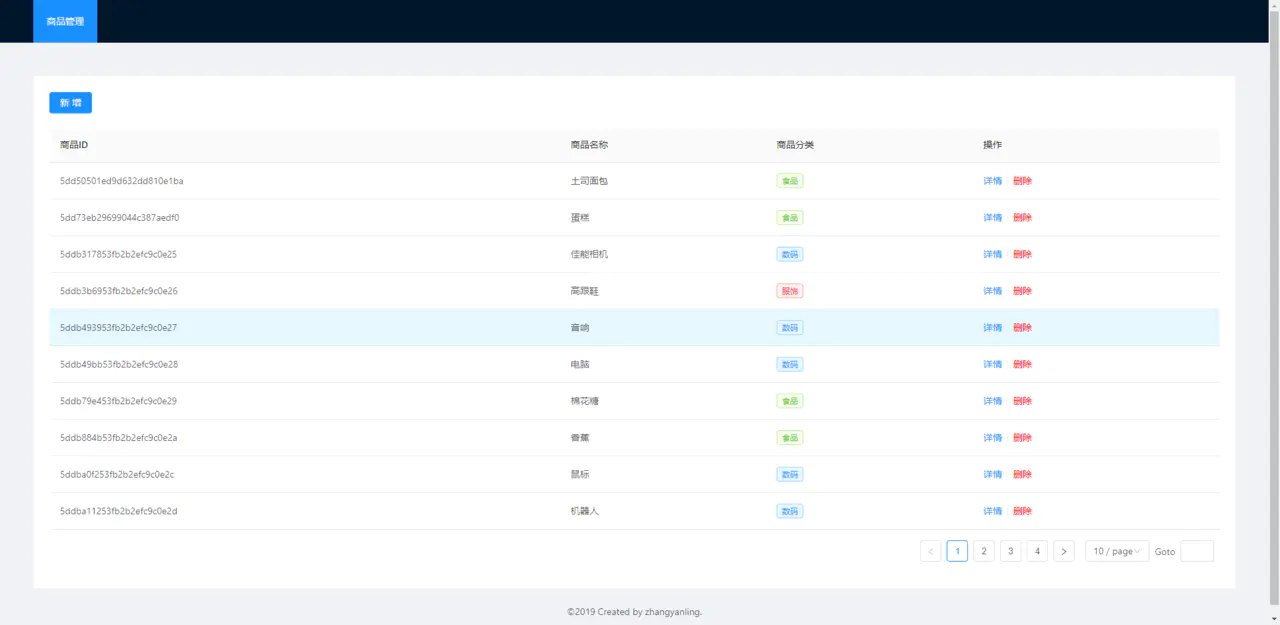 商品管理
新 增
商品ID 商品名称 商品分类 操作
5dd50501ed9d632dd810e1ba 土司面包 食品 详情 删除
5dd73eb29699044c387aedf0 蛋糕 食品 详情 删除
5ddb317853fb2b2efc9c0e25 佳能相机 数码 详情 删除
5ddb3b6953fb2b2efc9c0e26 高跟鞋 服饰 详情 删除
5ddb493953fb2b2efc9c0e27 音响 数码 详情 删除
5ddb49bb53fb2b2efc9c0e28 电脑 数码 详情 删除
5ddb79e453fb2b2efc9c0e29 棉花糖 食品 详情 删除
5ddb884b53fb2b2efc9c0e2a 香蕉 食品 详情 删除
5ddba0f253fb2b2efc9c0e2c 鼠标 数码 详情 删除
5ddba11253fb2b2efc9c0e2d 机器人 数码 详情 删除
< 1 2 3 4 > 10 / page Goto
©2019 Created by zhangyanling.